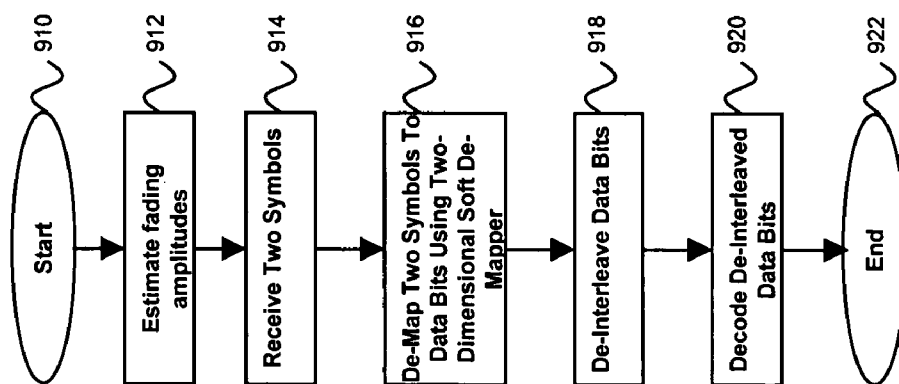 Start
910
Estimate fading
amplitudes
912
Receive Two Symbols
914
De-Map Two Symbols To
Data Bits Using Two-
Dimensional Soft De-
Mapper
916
De-Interleave Data Bits
918
Decode De-Interleaved
Data Bits
920
End
922